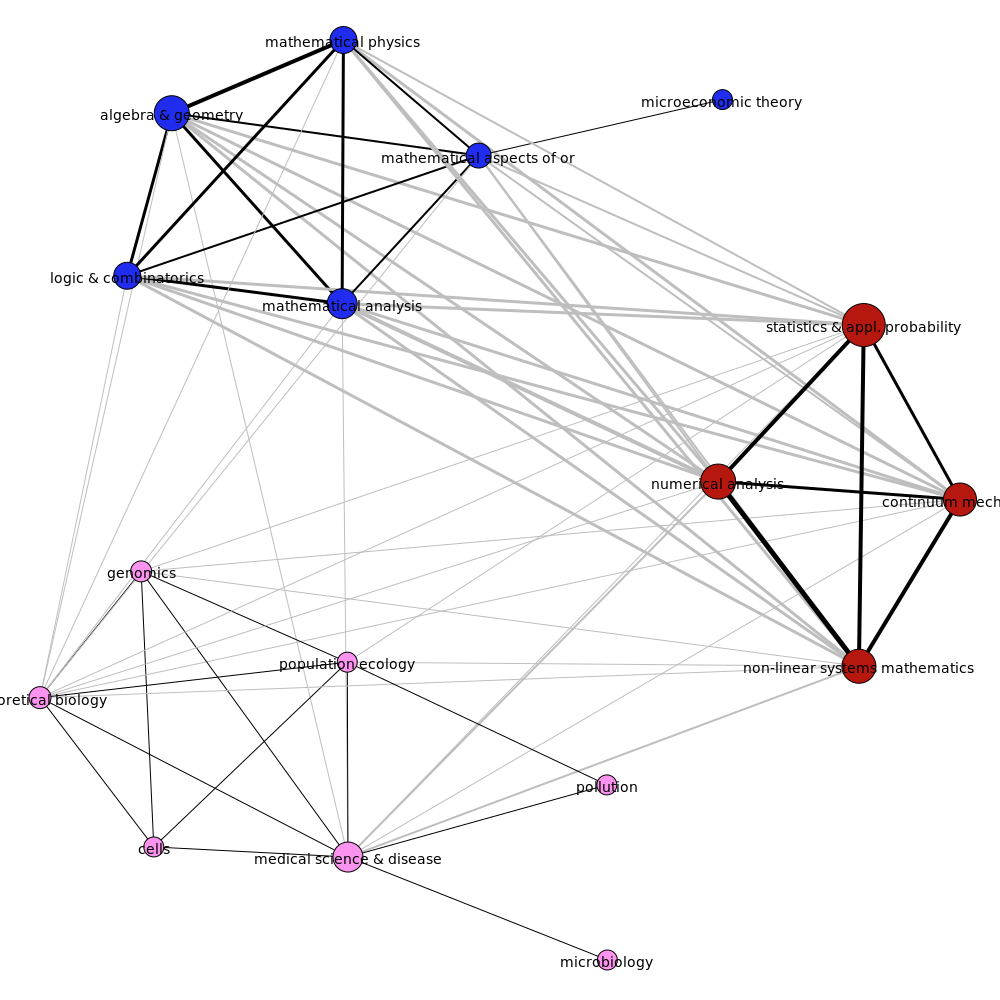 mathematical physics
microeconomic theory
algebra & geometry
mathematical aspects of or
logic & combinatorics
mathematical analysis
statistics & appl. probability
numerical analysis
continuum mech
genomics
population ecology
non-linear systems mathematics
oretical biology
pollution
cells
medical science & disease
microbiology